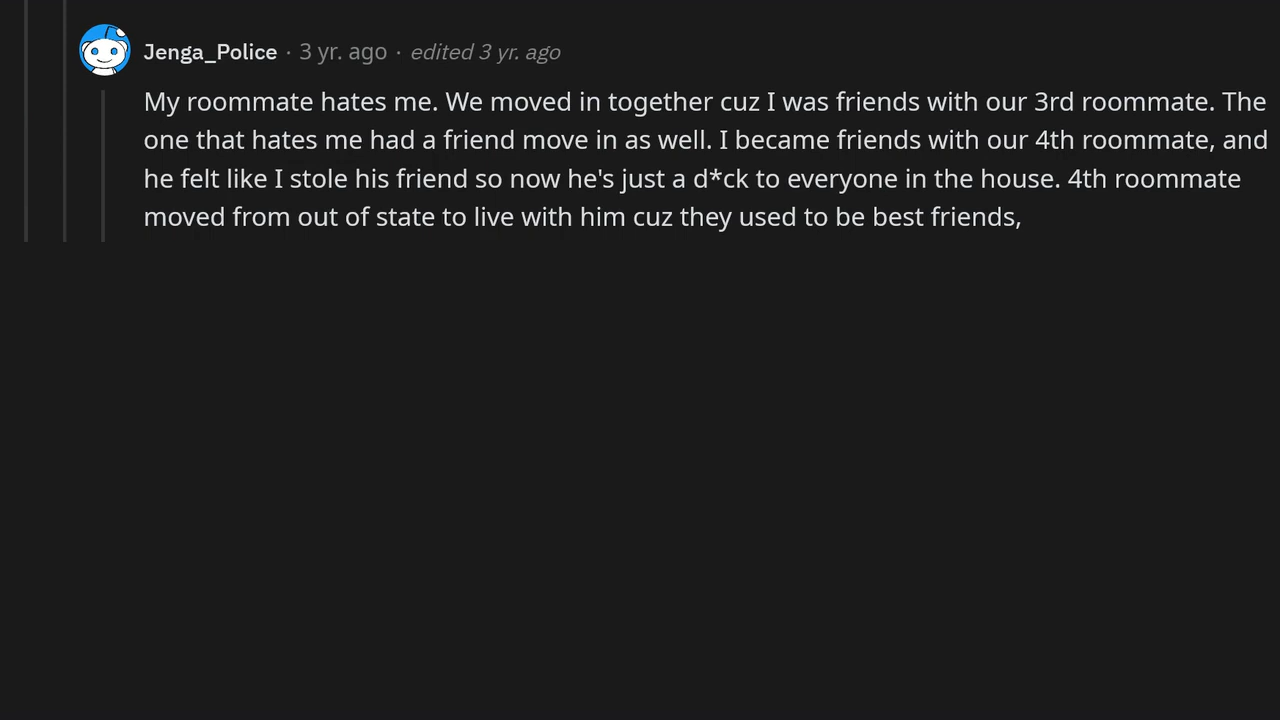 Jenga_Police · 3 yr. ago · edited 3 yr. ago
My roommate hates me. We moved in together cuz I was friends with our 3rd roommate. The
one that hates me had a friend move in as well. I became friends with our 4th roommate, and
he felt like I stole his friend so now he's just a d*ck to everyone in the house. 4th roommate
moved from out of state to live with him cuz they used to be best friends,